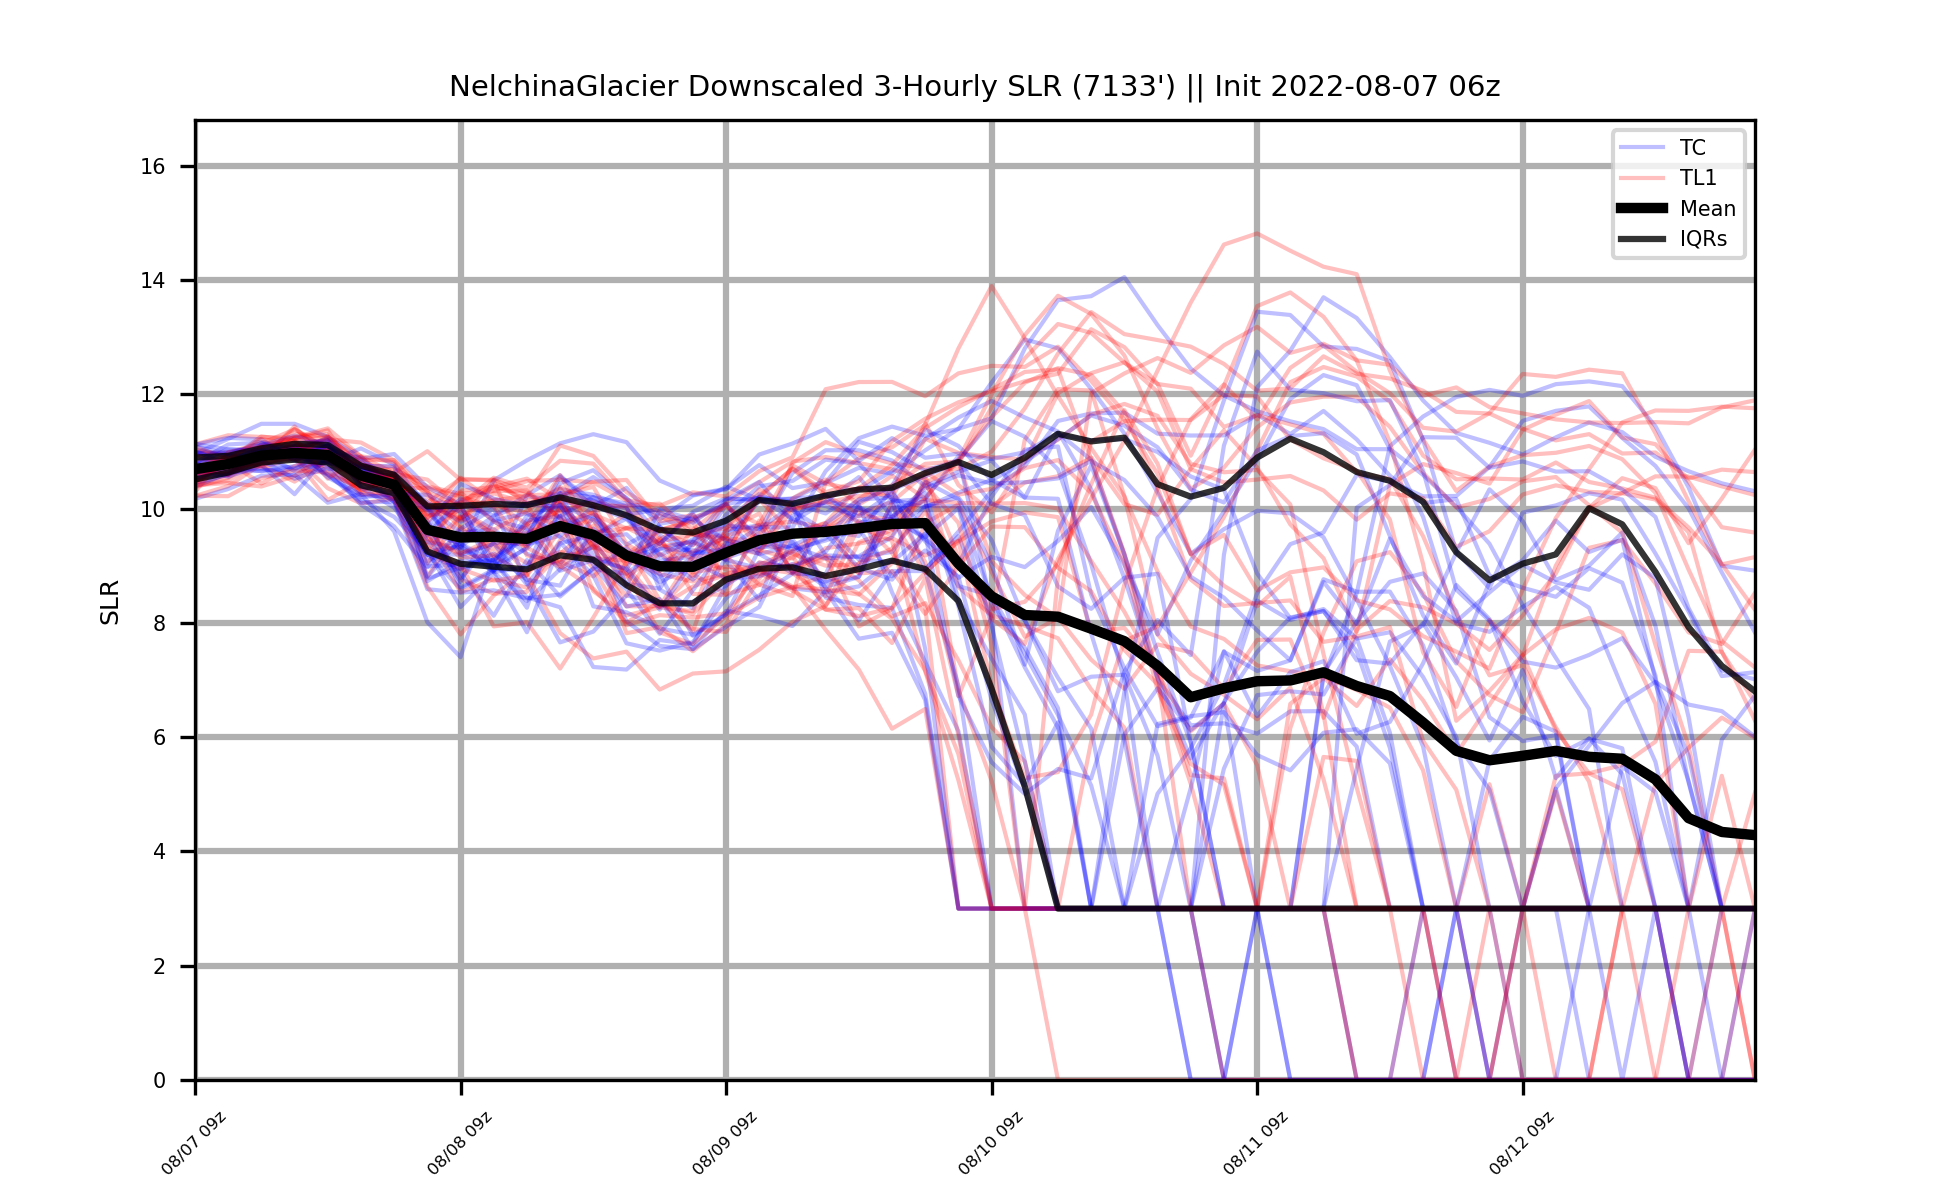 NelchinaGlacier Downscaled 3-Hourly SLR (7133') || Init 2022-08-07 06z
TC
TL1
Mean
IQRs
SLR
16
14
12
10
8
6
4
2
0
08/07 09z
08/08 09z
08/09 09z
08/10 09z
08/11 09z
08/12 09z